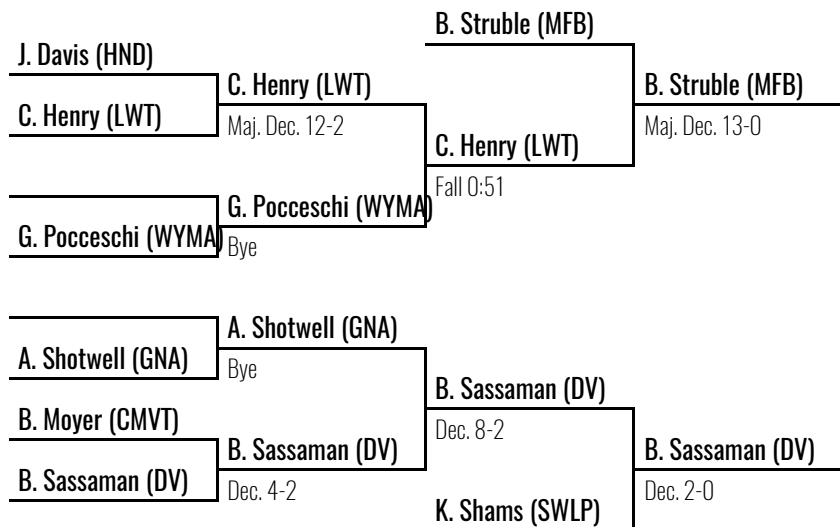 B. Struble (MFB)
J. Davis (HND)
C. Henry (LWT)
B. Struble (MFB)
C. Henry (LWT)
Maj. Dec. 12-2
Maj. Dec. 13-0
C. Henry (LWT)
Fall 0:51
G. Pocceschi (WYMA)
G. Pocceschi (WYMA)
Bye
A. Shotwell (GNA)
A. Shotwell (GNA)
Bye
B. Sassaman (DV)
B. Moyer (CMVT)
Dec. 8-2
B. Sassaman (DV)
B. Sassaman (DV)
B. Sassaman (DV)
Dec. 4-2
Dec. 2-0
K. Shams (SWLP)